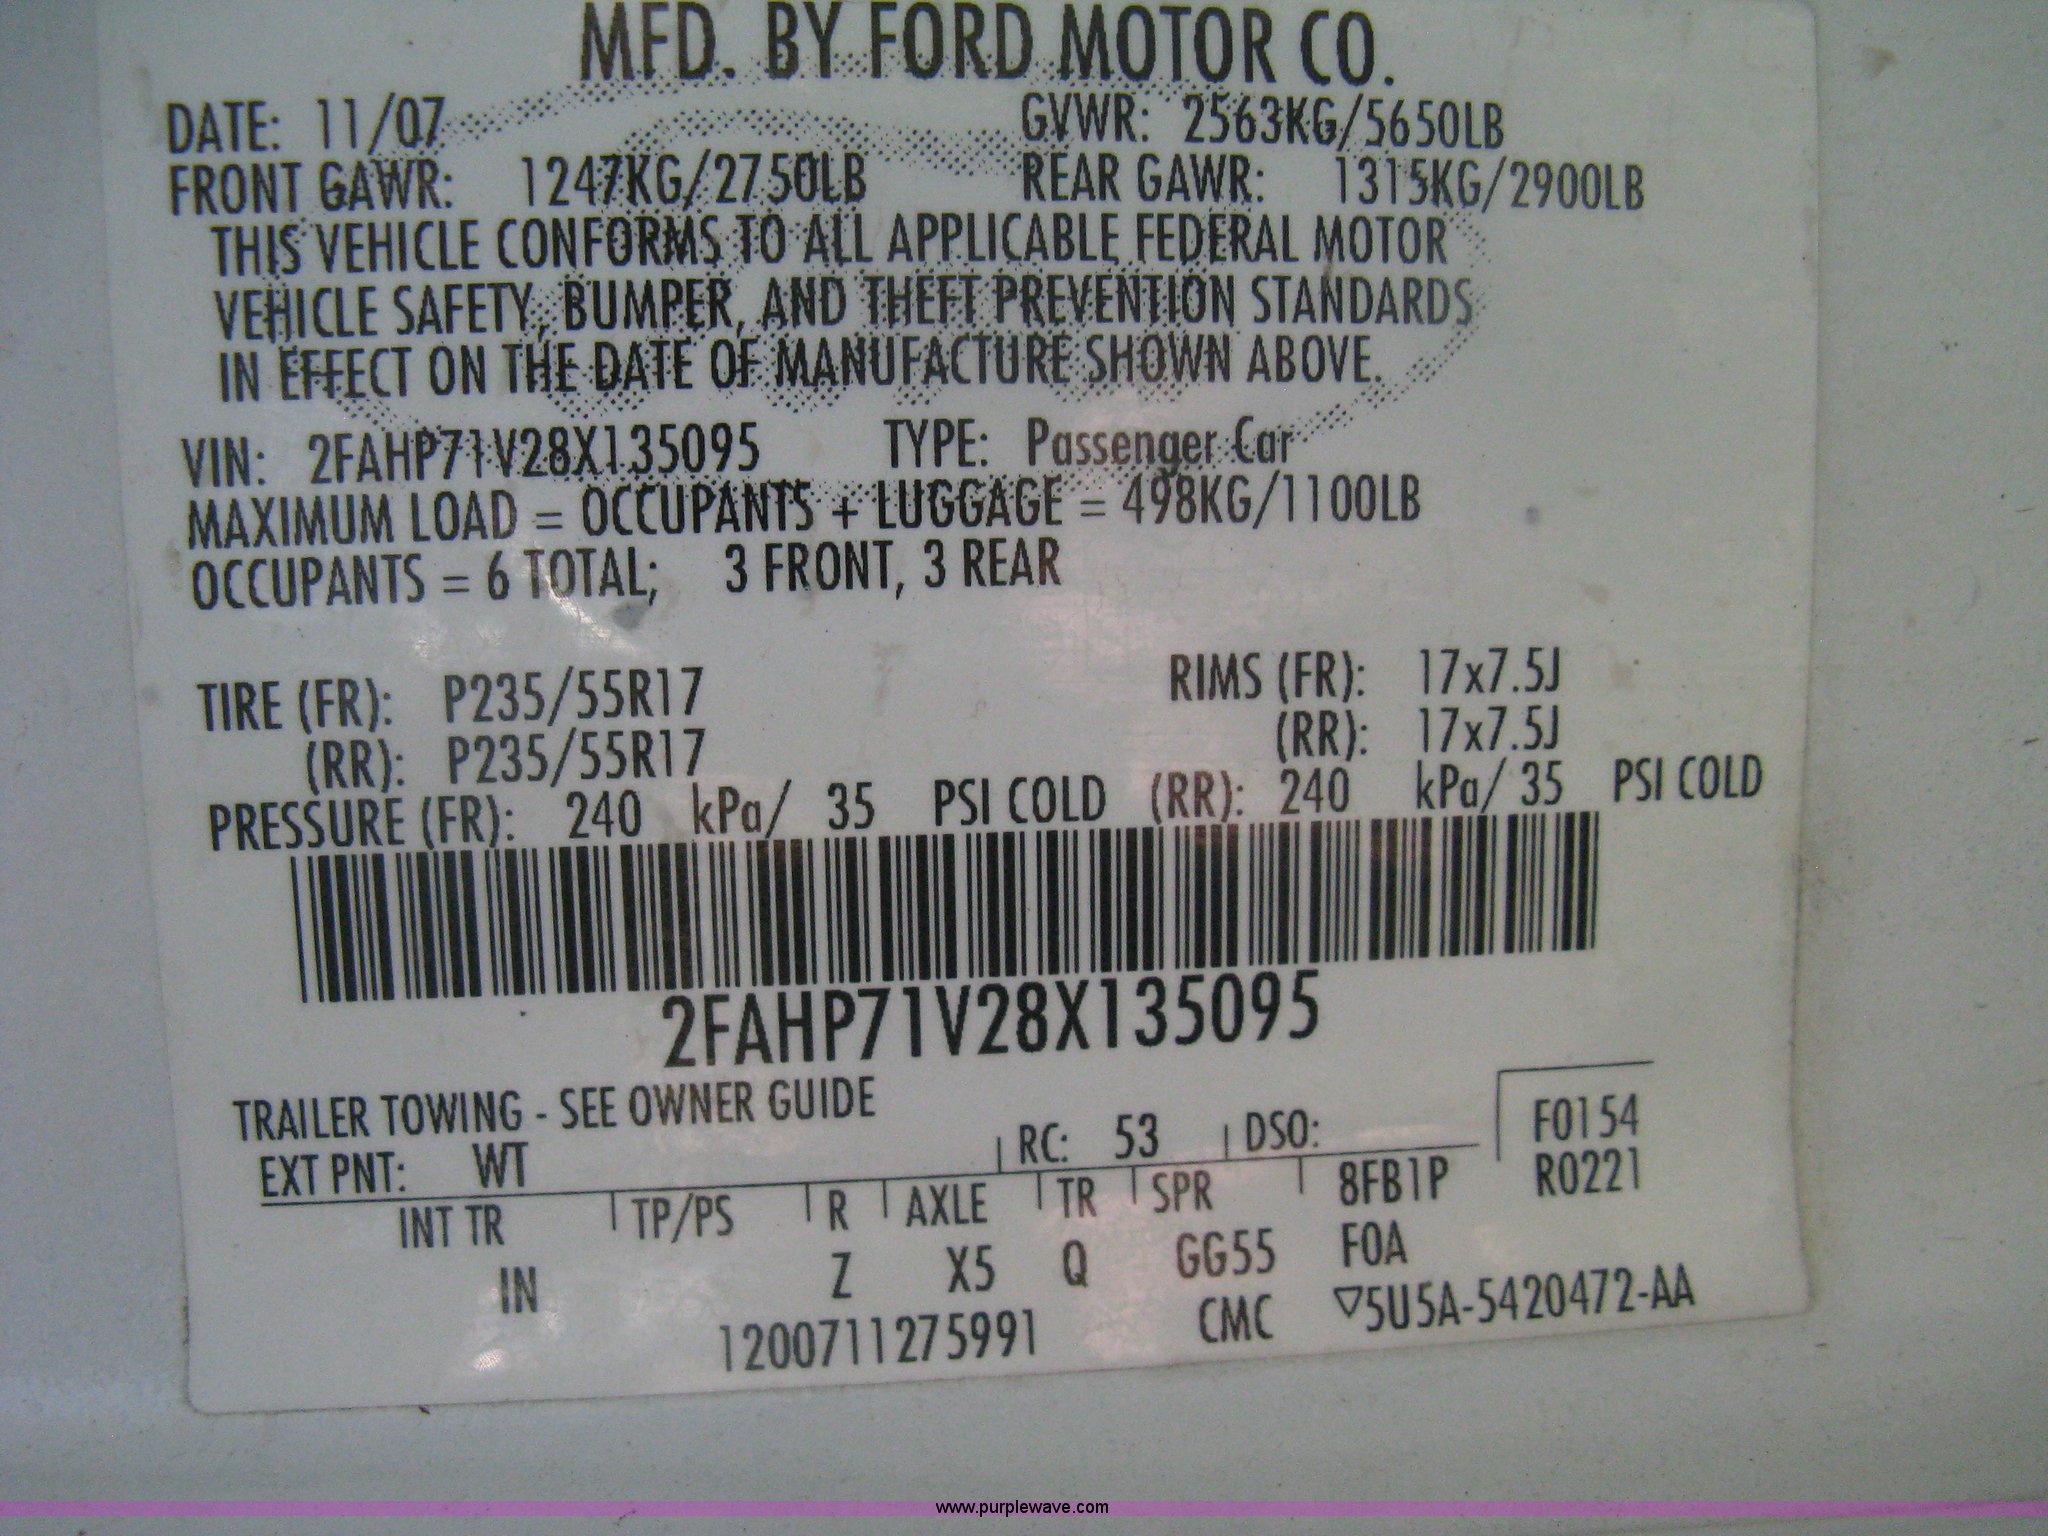 MFD. BY FORD MOTOR CO.
DATE: 11/07 GVWR: 2563KG/5650LB
FRONT GAWR: 1247KG/2750LB REAR GAWR: 1315KG/2900LB
THIS VEHICLE CONFORMS TO ALL APPLICABLE FEDERAL MOTOR
VEHICLE SAFETY, BUMPER, AND THEFT PREVENTION STANDARDS
IN EFFECT ON THE DATE OF MANUFACTURE SHOWN ABOVE.
VIN: 2FAHP71V28X135095 TYPE: Passenger Car
MAXIMUM LOAD = OCCUPANTS + LUGGAGE = 498KG/1100LB
OCCUPANTS = 6 TOTAL; 3 FRONT, 3 REAR
TIRE (FR): P235/55R17 RIMS (FR): 17x7.5J
(RR): P235/55R17 (RR): 17x7.5J
PRESSURE (FR): 240 kPa/ 35 PSI COLD (RR): 240 kPa/ 35 PSI COLD
2FAHP71V28X135095
TRAILER TOWING - SEE OWNER GUIDE
EXT PNT: WT RC: 53 DSO: F0154
INT TR TP/PS R AXLE TR SPR 8FB1P R0221
IN Z X5 Q GG55 FOA
1200711275991 CMC ▽5U5A-5420472-AA
www.purplewave.com